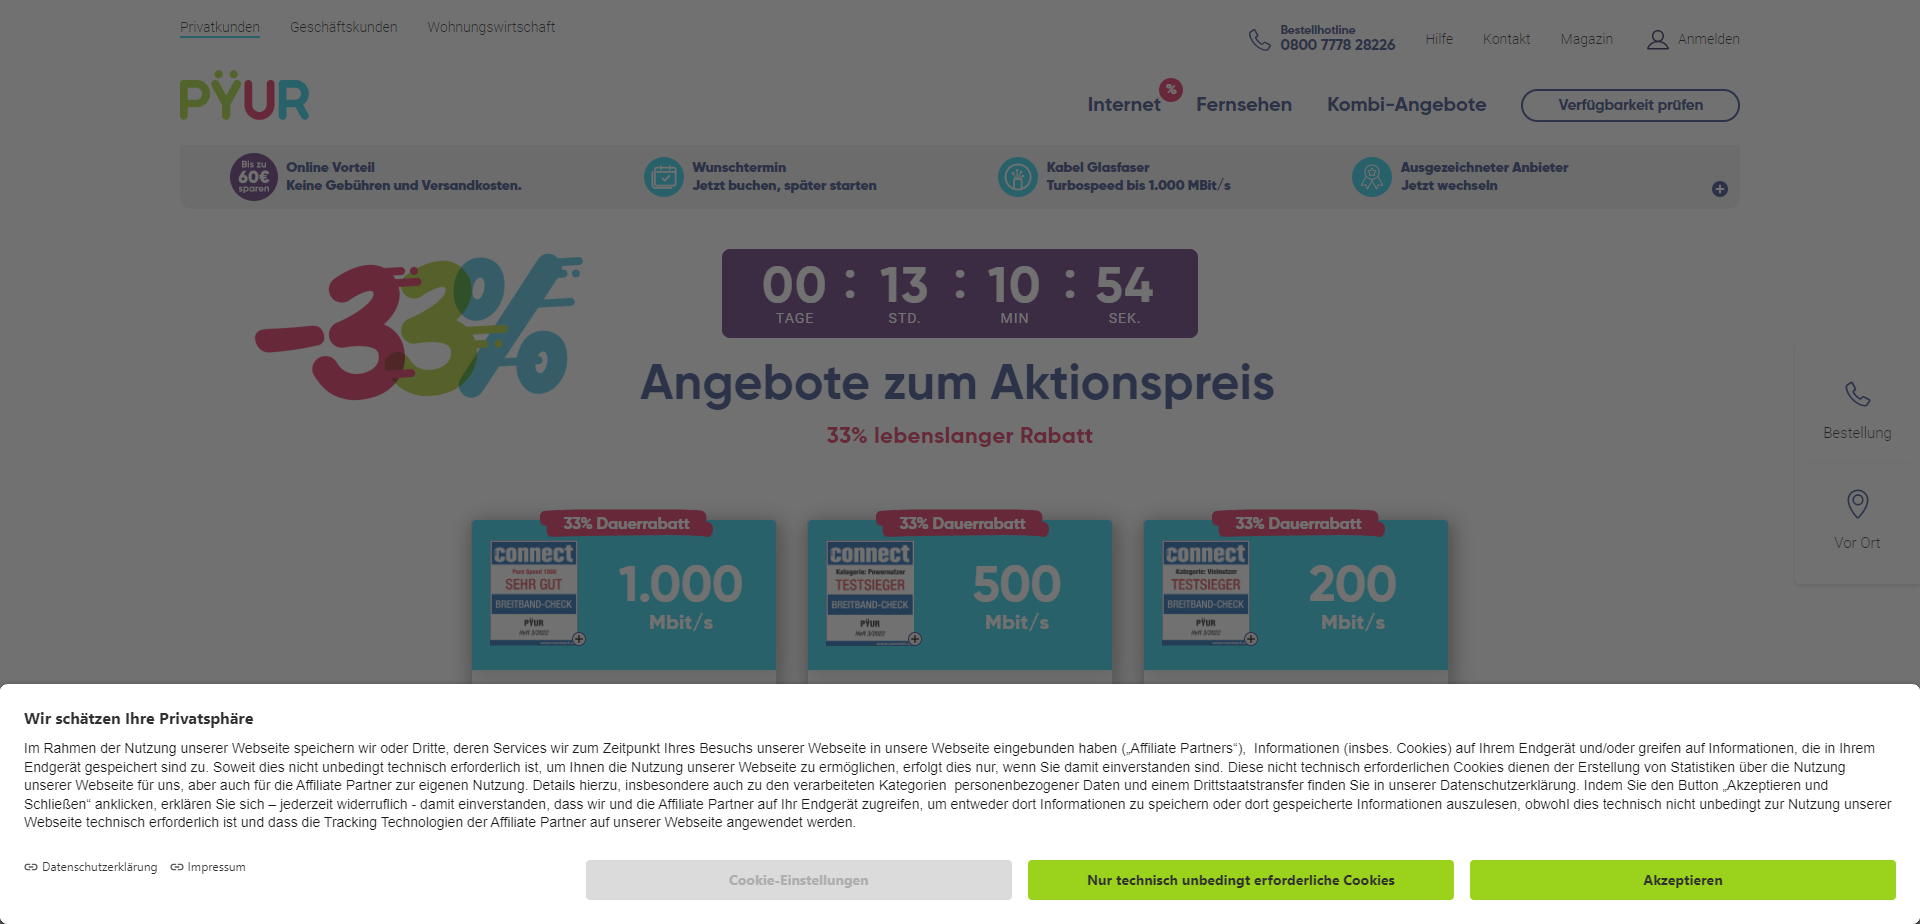 Privatkunden Geschäftskunden Wohnungswirtschaft
Bestellhotline
0800 7778 28226
Hilfe Kontakt Magazin Anmelden
PŸUR
Internet % Fernsehen Kombi-Angebote Verfügbarkeit prüfen
Bis zu
60€
sparen
Online Vorteil
Keine Gebühren und Versandkosten.
Wunschtermin
Jetzt buchen, später starten
Kabel Glasfaser
Turbospeed bis 1.000 MBit/s
Ausgezeichneter Anbieter
Jetzt wechseln
-33%
00 : 13 : 10 : 54
TAGE STD. MIN SEK.
Angebote zum Aktionspreis
33% lebenslanger Rabatt
Bestellung
Vor Ort
33% Dauerrabatt
connect
Pure Speed 1000
SEHR GUT
BREITBAND-CHECK
PŸUR
Heft 3/2022
1.000
Mbit/s
33% Dauerrabatt
connect
Kategorie: Powernutzer
TESTSIEGER
BREITBAND-CHECK
PŸUR
Heft 3/2022
500
Mbit/s
33% Dauerrabatt
connect
Kategorie: Vielnutzer
TESTSIEGER
BREITBAND-CHECK
PŸUR
Heft 3/2022
200
Mbit/s
Wir schätzen Ihre Privatsphäre
Im Rahmen der Nutzung unserer Webseite speichern wir oder Dritte, deren Services wir zum Zeitpunkt Ihres Besuchs unserer Webseite in unsere Webseite eingebunden haben („Affiliate Partners“), Informationen (insbes. Cookies) auf Ihrem Endgerät und/oder greifen auf Informationen, die in Ihrem
Endgerät gespeichert sind zu. Soweit dies nicht unbedingt technisch erforderlich ist, um Ihnen die Nutzung unserer Webseite zu ermöglichen, erfolgt dies nur, wenn Sie damit einverstanden sind. Diese nicht technisch erforderlichen Cookies dienen der Erstellung von Statistiken über die Nutzung
unserer Webseite für uns, aber auch für die Affiliate Partner zur eigenen Nutzung. Details hierzu, insbesondere auch zu den verarbeiteten Kategorien personenbezogener Daten und einem Drittstaatstransfer finden Sie in unserer Datenschutzerklärung. Indem Sie den Button „Akzeptieren und
Schließen“ anklicken, erklären Sie sich – jederzeit widerruflich - damit einverstanden, dass wir und die Affiliate Partner auf Ihr Endgerät zugreifen, um entweder dort Informationen zu speichern oder dort gespeicherte Informationen auszulesen, obwohl dies technisch nicht unbedingt zur Nutzung unserer
Webseite technisch erforderlich ist und dass die Tracking Technologien der Affiliate Partner auf unserer Webseite angewendet werden.
Datenschutzerklärung Impressum
Cookie-Einstellungen
Nur technisch unbedingt erforderliche Cookies
Akzeptieren